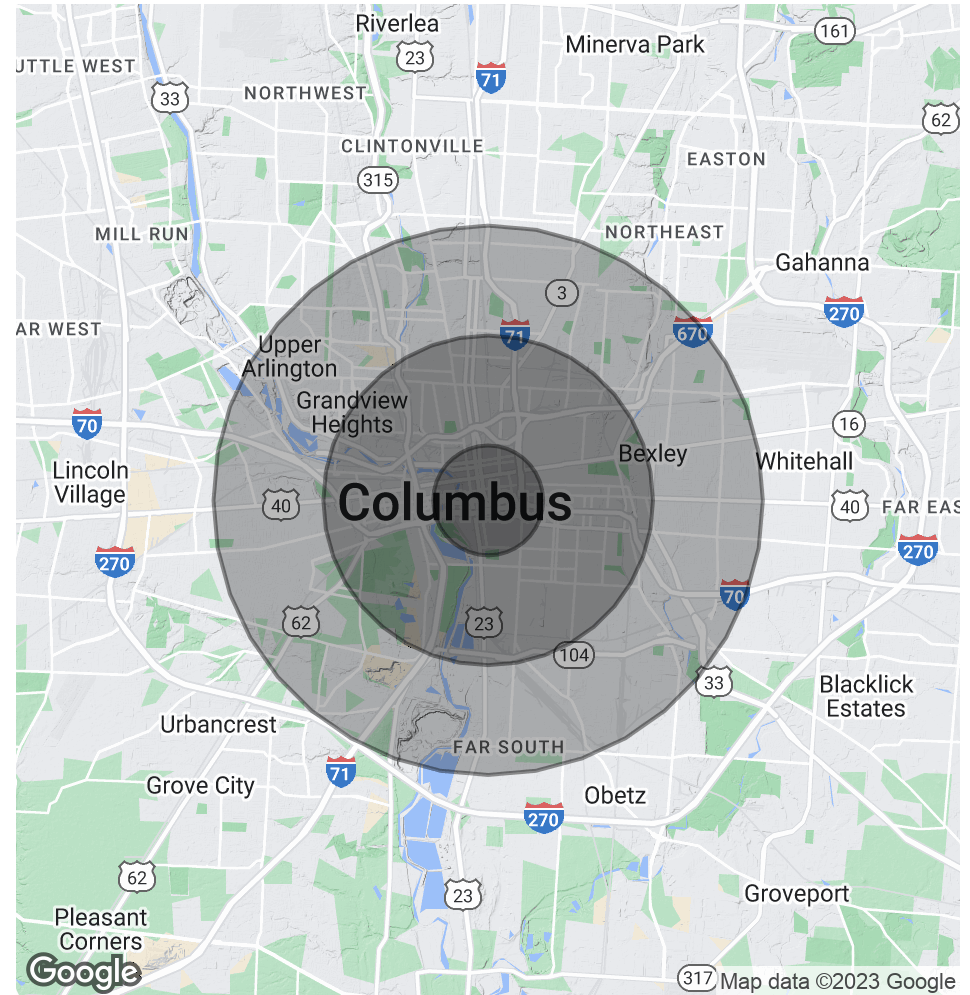 Riverlea
161
Minerva Park
23
UTTLE WEST
71
NORTHWEST
33
62
CLINTONVILLE
EASTON
315
MILL RUN
NORTHEAST
Gahanna
3
270
AR WEST
71
670
Upper
Arlington
Grandview
Heights
70
16
Bexley
Whitehall
Lincoln
Village
Columbus
40
40
FAR EAS
270
270
70
62
23
104
33
Blacklick
Estates
Urbancrest
FAR SOUTH
71
Grove City
Obetz
270
62
23
Groveport
Pleasant
Corners
Google
317
Map data ©2023 Google